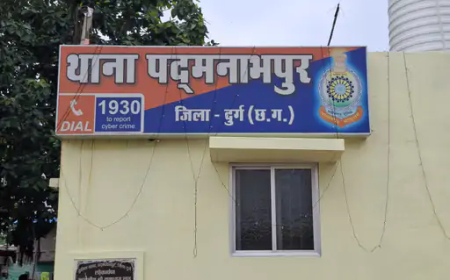 थाना पद्मनाभपुर
DIAL
1930
to report
cyber crime
जिला - दुर्ग (छ.ग.)